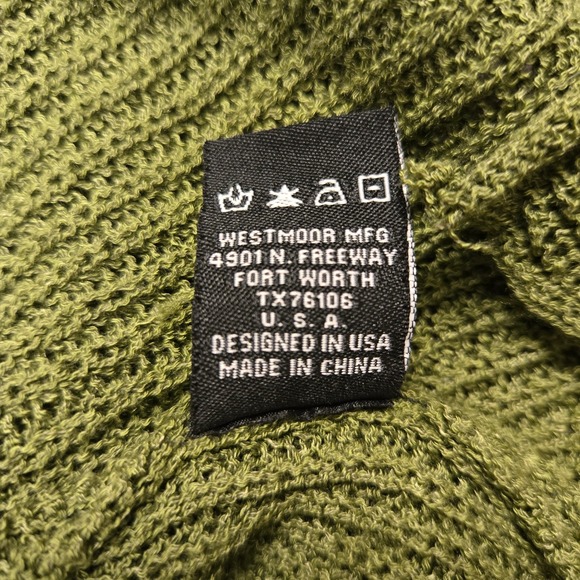 WESTMOOR MFG
4901 N. FREEWAY
FORT WORTH
TX76106
U. S. A.
DESIGNED IN USA
MADE IN CHINA